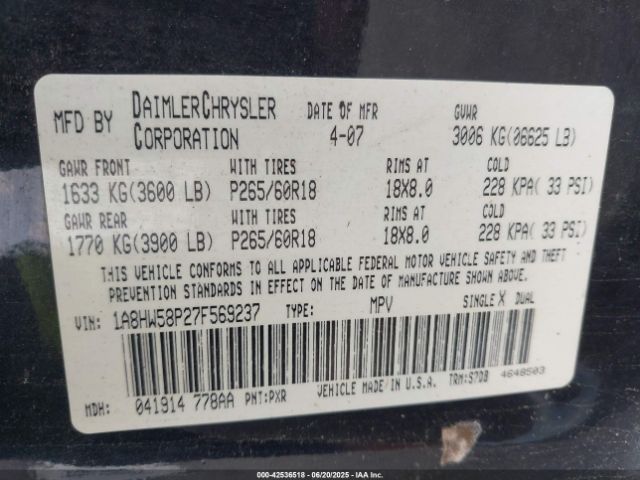 MFD BY DAIMLERCHRYSLER CORPORATION DATE OF MFR 4-07 GVWR 3006 KG(06625 LB)
GAWR FRONT WITH TIRES RIMS AT COLD
1633 KG(3600 LB) P265/60R18 18X8.0 228 KPA( 33 PSI)
GAWR REAR WITH TIRES RIMS AT COLD
1770 KG(3900 LB) P265/60R18 18X8.0 228 KPA( 33 PSI)
THIS VEHICLE CONFORMS TO ALL APPLICABLE FEDERAL MOTOR VEHICLE SAFETY AND THEFT
PREVENTION STANDARDS IN EFFECT ON THE DATE OF MANUFACTURE SHOWN ABOVE.
VIN: 1A8HW58P27F569237 TYPE: MPV SINGLE X DUAL
MDH: 041914 778AA PNT:PXR VEHICLE MADE IN U.S.A. TRM:S7DB 4648503
000-42536518 - 06/20/2025 - IAA Inc.